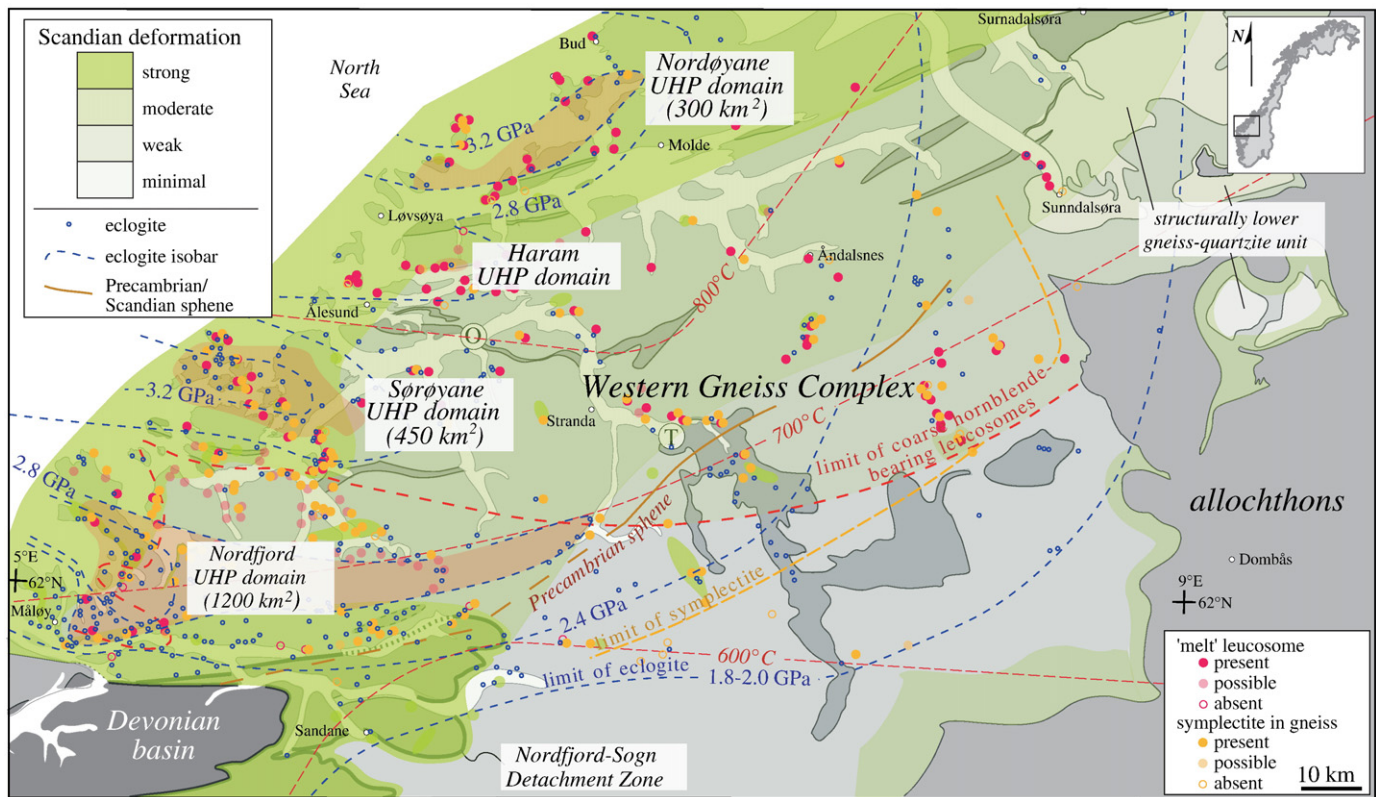 Scandian deformation
strong
moderate
weak
minimal
eclogite
eclogite isobar
Precambrian/
Scandian sphene
North
Sea
Bud
Surnadalsøra
N
Nordøyane
UHP domain
(300 km²)
3.2 GPa
Molde
2.8 GPa
Løvsøya
Sunndalsøra
structurally lower
gneiss-quartzite unit
Haram
UHP domain
Åndalsnes
800°C
Ålesund
O
3.2 GPa
Sørøyane
UHP domain
(450 km²)
Western Gneiss Complex
Stranda
T
700°C
limit of coarse hornblende-
bearing leucosomes
2.8 GPa
allochthons
5°E
62°N
Måløy
Nordfjord
UHP domain
(1200 km²)
Precambrian sphene
2.4 GPa
limit of symplectite
Dombås
9°E
62°N
600°C
limit of eclogite
1.8-2.0 GPa
Devonian
basin
Sandane
Nordfjord-Sogn
Detachment Zone
'melt' leucosome
present
possible
absent
symplectite in gneiss
present
possible
absent
10 km